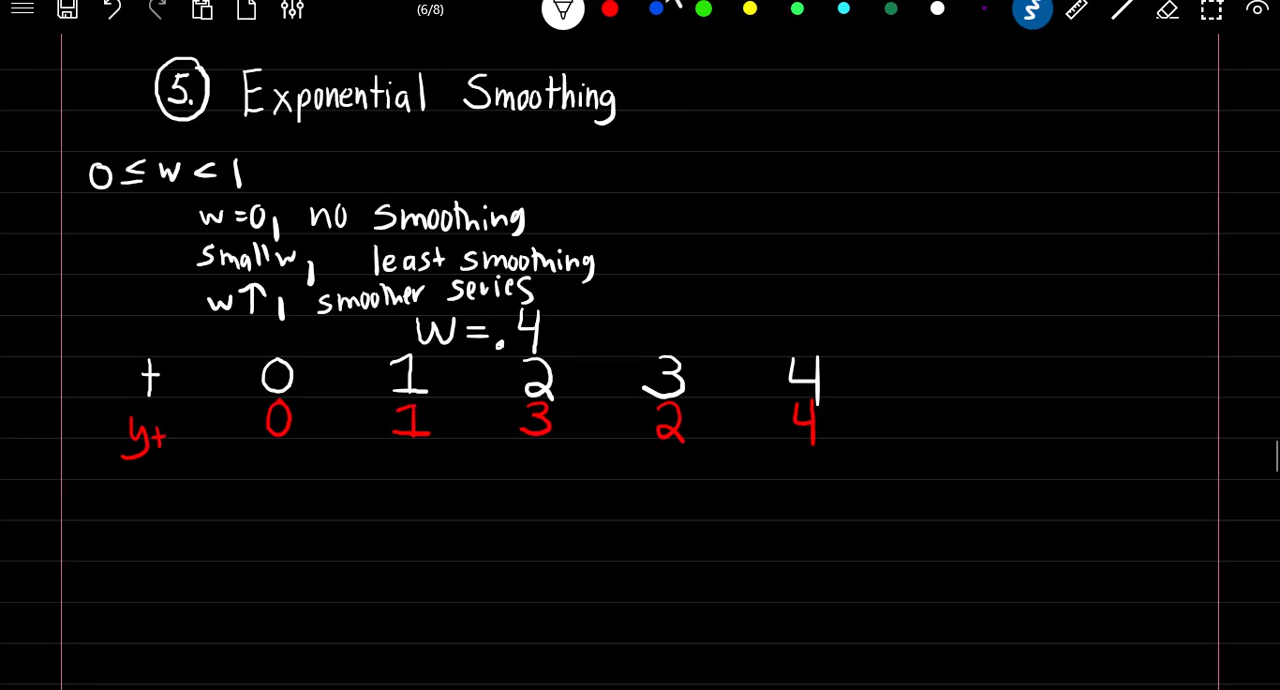 (6/8)
5. Exponential Smoothing
0 ≤ w < 1
w=0, no smoothing
small w, least smoothing
w↑, smoother series
W=.4
t 0 1 2 3 4
yt 0 1 3 2 4